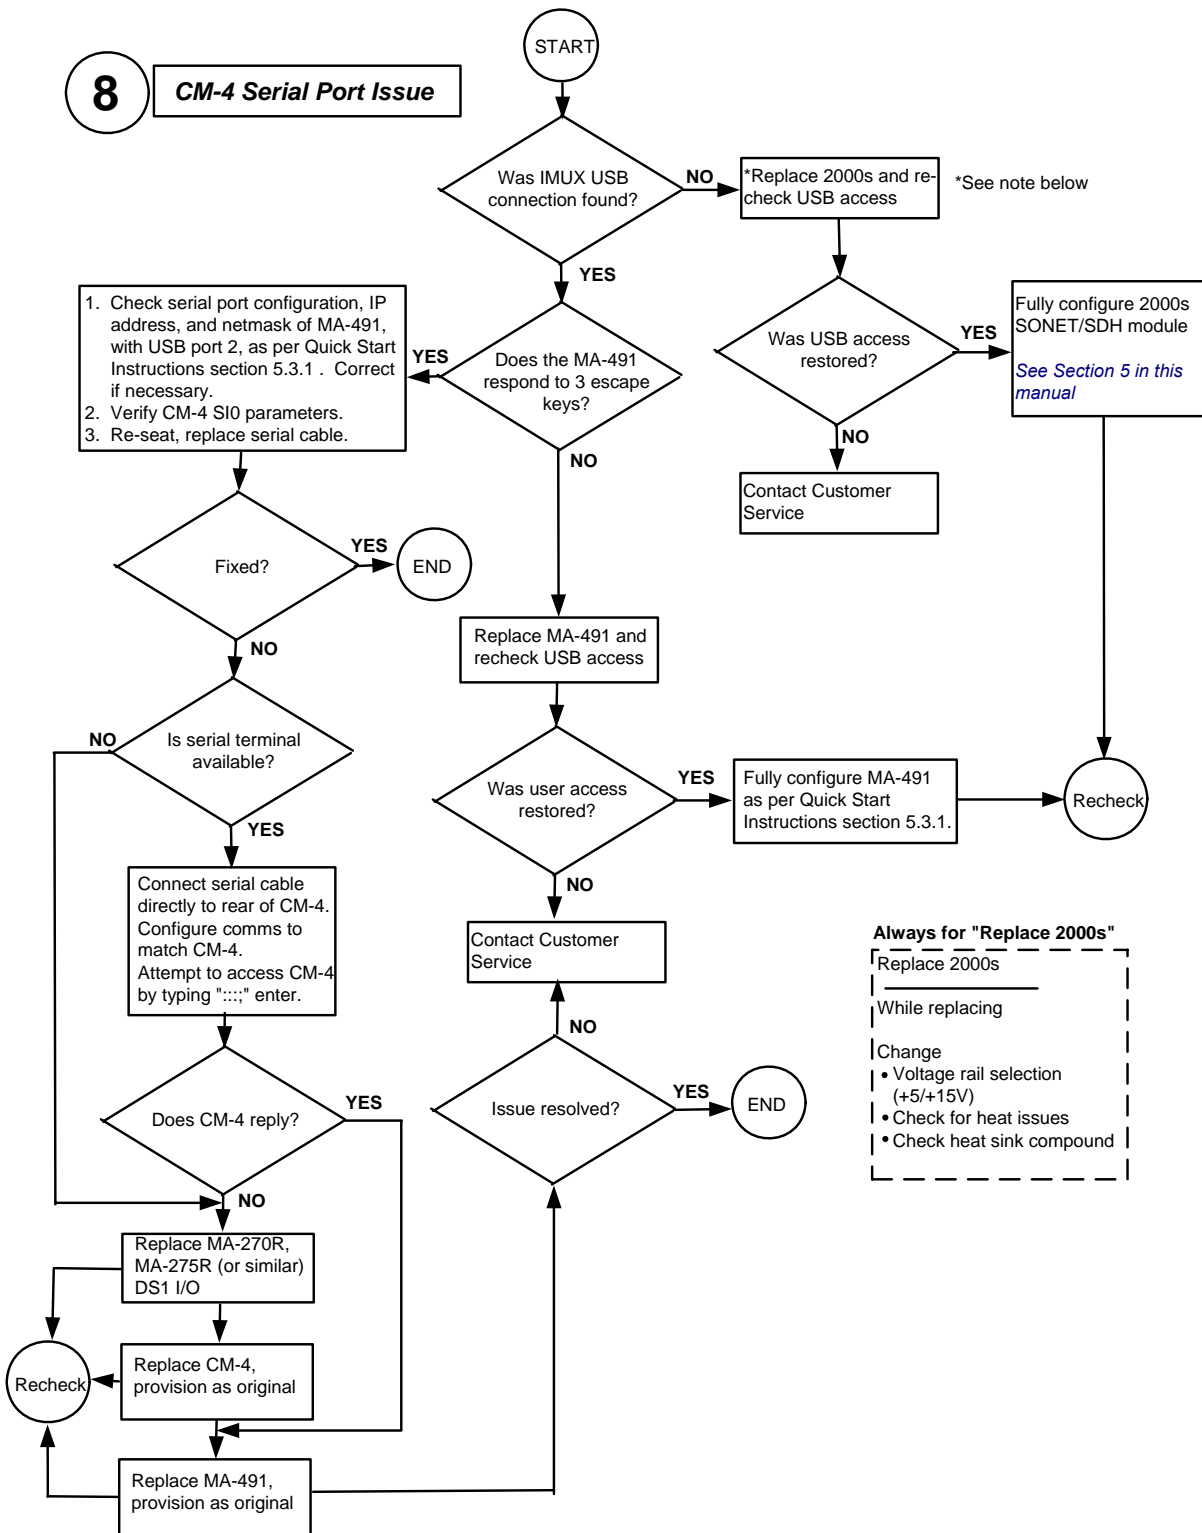 START
8
CM-4 Serial Port Issue
Was IMUX USB
connection found?
NO
*Replace 2000s and re-
check USB access
*See note below
YES
1. Check serial port configuration, IP
address, and netmask of MA-491,
with USB port 2, as per Quick Start
Instructions section 5.3.1 . Correct
if necessary.
2. Verify CM-4 SI0 parameters.
3. Re-seat, replace serial cable.
YES
Does the MA-491
respond to 3 escape
keys?
NO
Was USB access
restored?
YES
Fully configure 2000s
SONET/SDH module
See Section 5 in this
manual
NO
Contact Customer
Service
Fixed?
YES
END
NO
Replace MA-491 and
recheck USB access
Is serial terminal
available?
NO
YES
Was user access
restored?
YES
Fully configure MA-491
as per Quick Start
Instructions section 5.3.1.
Recheck
NO
Connect serial cable
directly to rear of CM-4.
Configure comms to
match CM-4.
Attempt to access CM-4
by typing ":::;" enter.
Contact Customer
Service
NO
Always for "Replace 2000s"
Replace 2000s
While replacing
Change
• Voltage rail selection
(+5/+15V)
• Check for heat issues
• Check heat sink compound
Does CM-4 reply?
YES
NO
Issue resolved?
YES
END
Replace MA-270R,
MA-275R (or similar)
DS1 I/O
Recheck
Replace CM-4,
provision as original
Replace MA-491,
provision as original